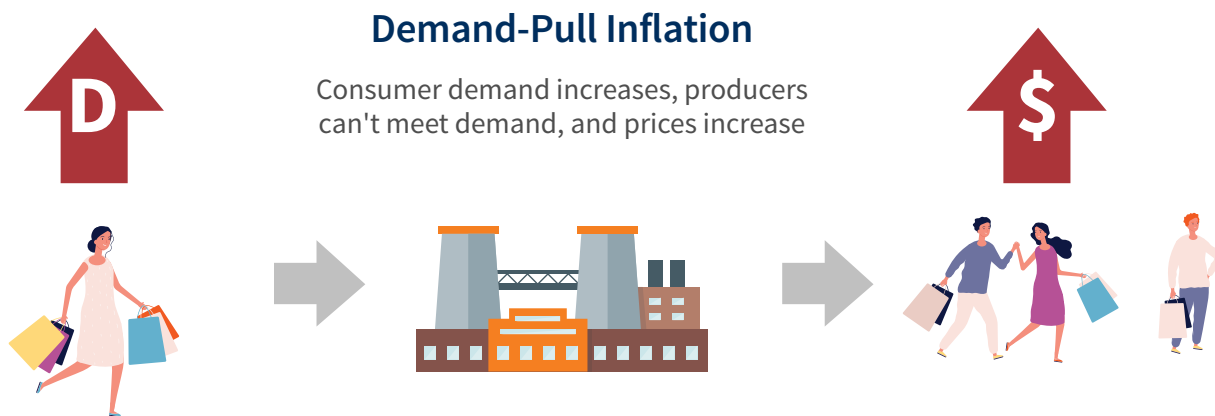 Demand-Pull Inflation
D
Consumer demand increases, producers
can't meet demand, and prices increase
$